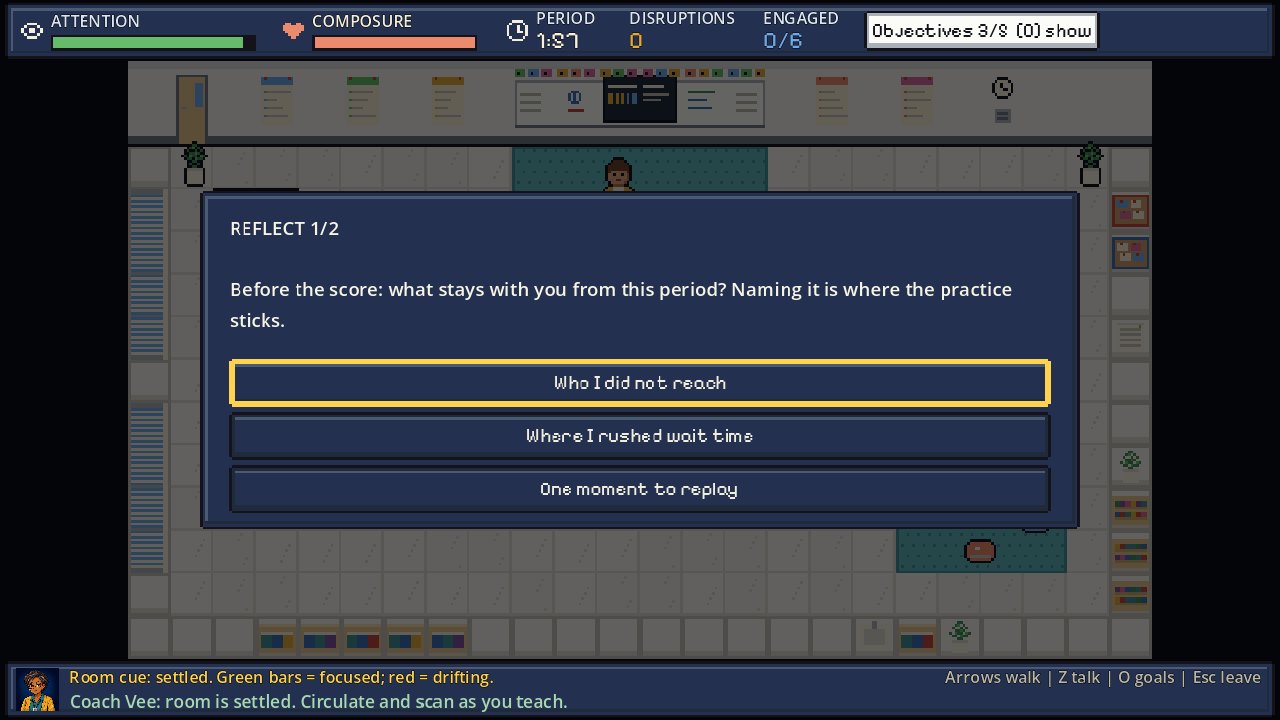 ATTENTION
COMPOSURE
PERIOD
1:57
DISRUPTIONS
0
ENGAGED
0/6
Objectives 3/8 (O) show
REFLECT 1/2
Before the score: what stays with you from this period? Naming it is where the practice
sticks.
Who I did not reach
Where I rushed wait time
One moment to replay
Room cue: settled. Green bars = focused; red = drifting.
Arrows walk | Z talk | O goals | Esc leave
Coach Vee: room is settled. Circulate and scan as you teach.